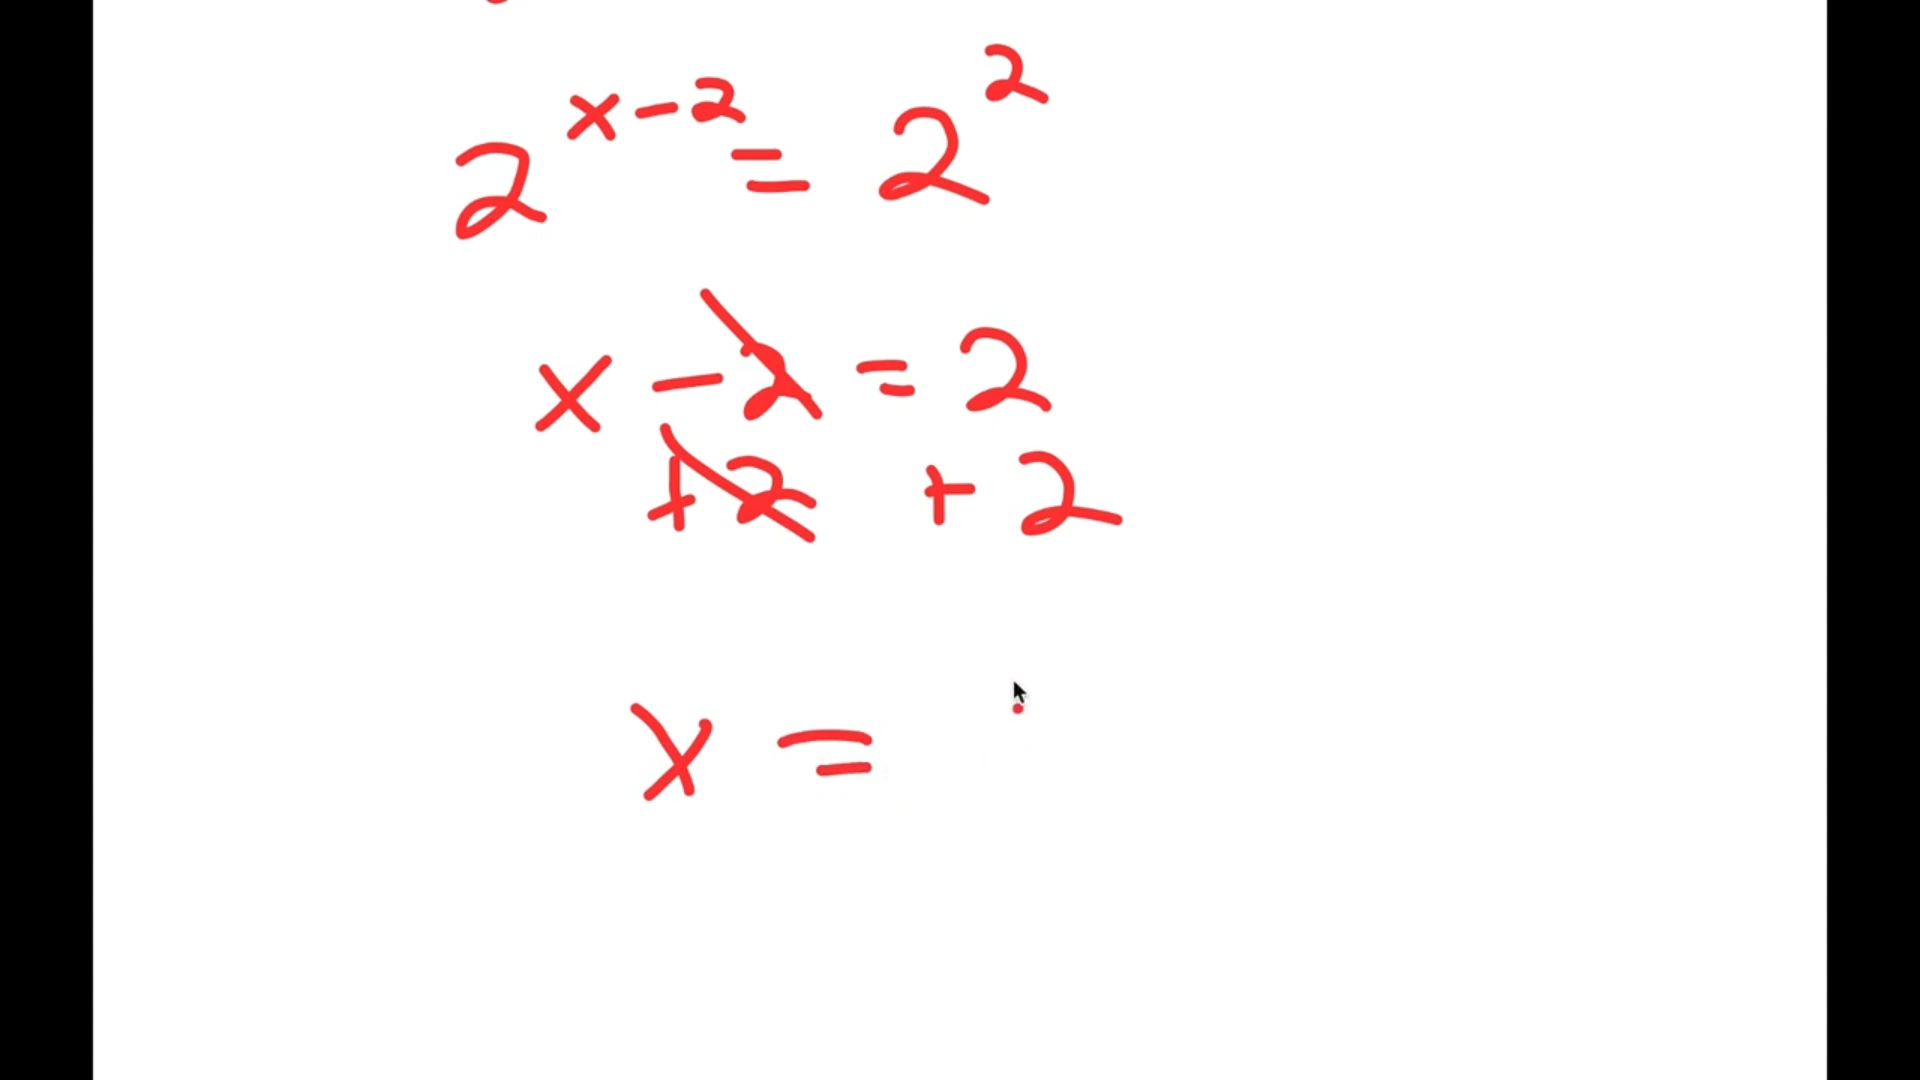 2^{x-2} = 2^2
x - 2 = 2
+2 +2
x =